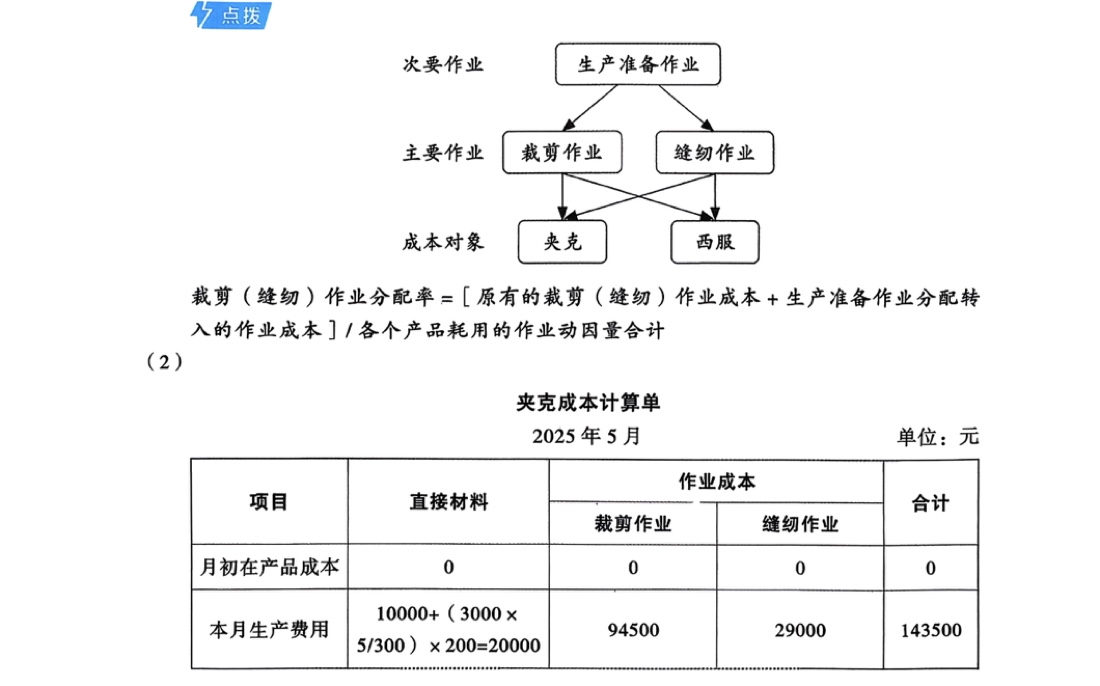 点拨
次要作业 生产准备作业
主要作业 裁剪作业 缝纫作业
成本对象 夹克 西服
裁剪（缝纫）作业分配率=［原有的裁剪（缝纫）作业成本+生产准备作业分配转
入的作业成本］/各个产品耗用的作业动因量合计
（2）
夹克成本计算单
2025年5月 单位：元
项目 直接材料 作业成本 合计
裁剪作业 缝纫作业
月初在产品成本 0 0 0 0
本月生产费用 10000+（3000×
5/300）×200=20000 94500 29000 143500